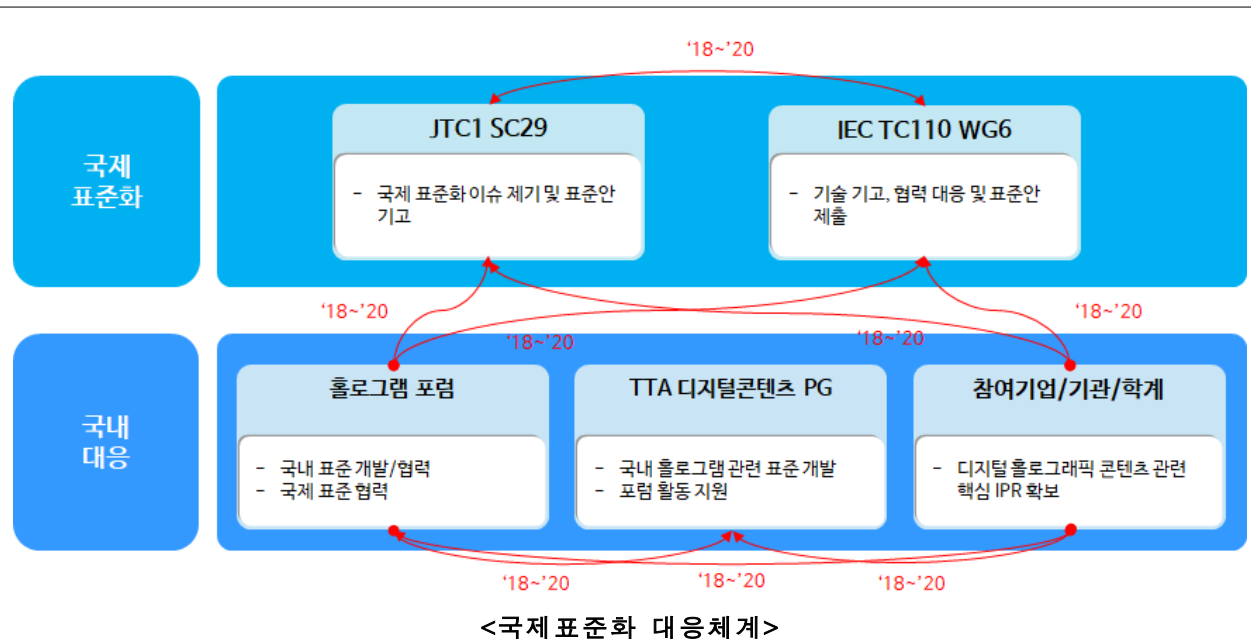 ‘18~’20
국제
표준화
JTC1 SC29
- 국제 표준화 이슈 제기 및 표준안
기고
IEC TC110 WG6
- 기술 기고, 협력 대응 및 표준안
제출
‘18~’20
‘18~’20
‘18~’20
‘18~’20
국내
대응
홀로그램 포럼
- 국내 표준 개발/협력
- 국제 표준 협력
TTA 디지털콘텐츠 PG
- 국내 홀로그램 관련 표준 개발
- 포럼 활동 지원
참여기업/기관/학계
- 디지털 홀로그래픽 콘텐츠 관련
핵심 IPR 확보
‘18~’20
‘18~’20
‘18~’20
<국제표준화 대응체계>